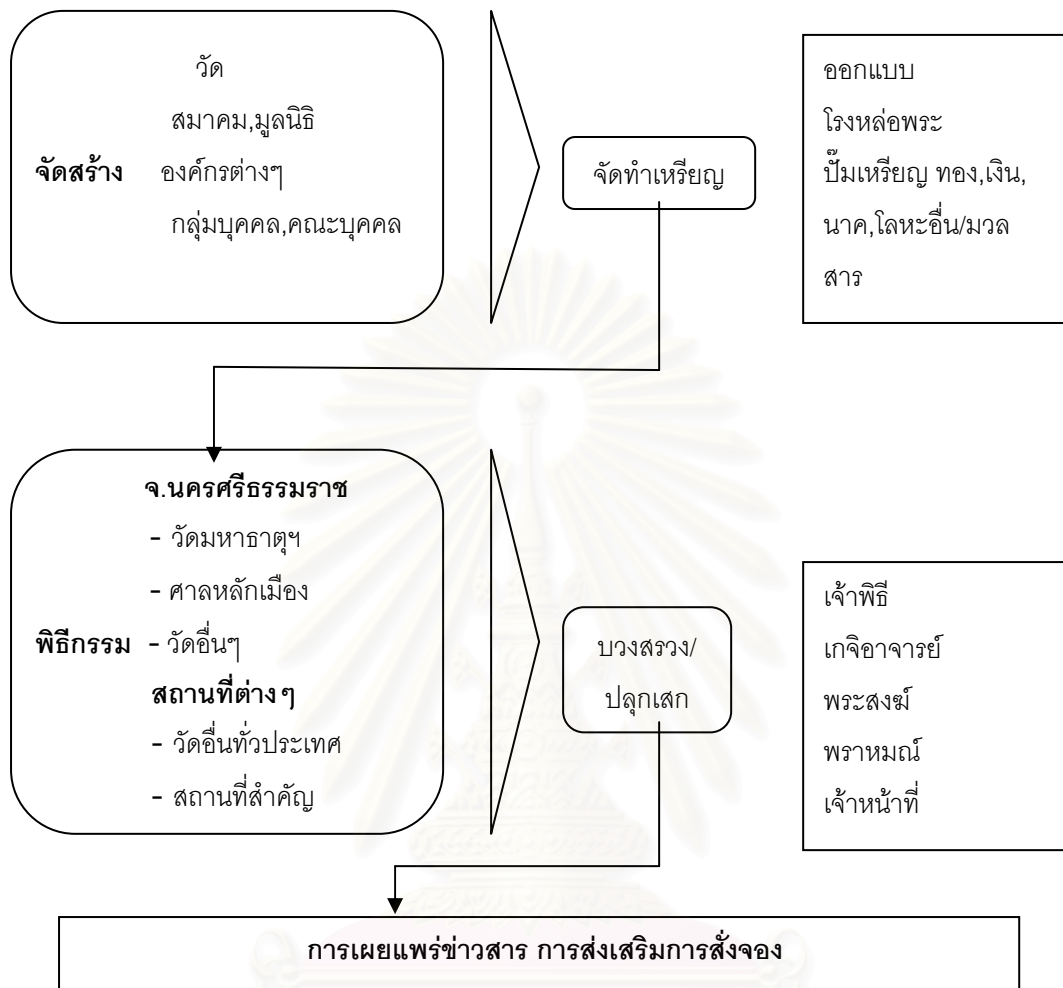 วัด
สมาคม,มูลนิธิ
จัดสร้าง องค์กรต่างๆ
กลุ่มบุคคล,คณะบุคคล
จัดทำเหรียญ
ออกแบบ
โรงหล่อพระ
ปั๊มเหรียญ ทอง,เงิน,
นาค,โลหะอื่น/มวล
สาร
จ.นครศรีธรรมราช
- วัดมหาธาตุฯ
- ศาลหลักเมือง
พิธีกรรม - วัดอื่นๆ
สถานที่ต่างๆ
- วัดอื่นทั่วประเทศ
- สถานที่สำคัญ
บวงสรวง/
ปลุกเสก
เจ้าพิธี
เกจิอาจารย์
พระสงฆ์
พราหมณ์
เจ้าหน้าที่
การเผยแพร่ข่าวสาร การส่งเสริมการสั่งจอง